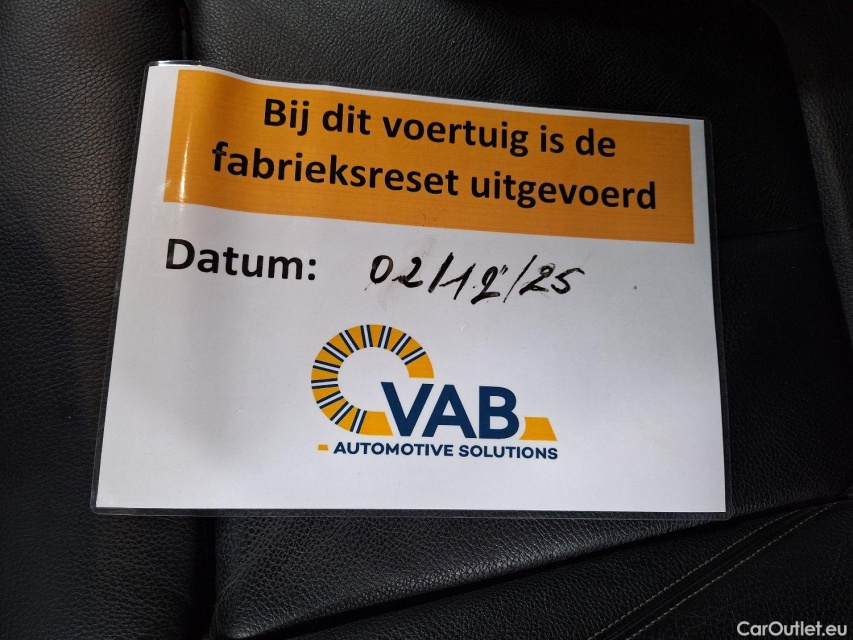 Bij dit voertuig is de
fabrieksreset uitgevoerd
Datum: 02/12/25
VAB
AUTOMOTIVE SOLUTIONS
CarOutlet.eu